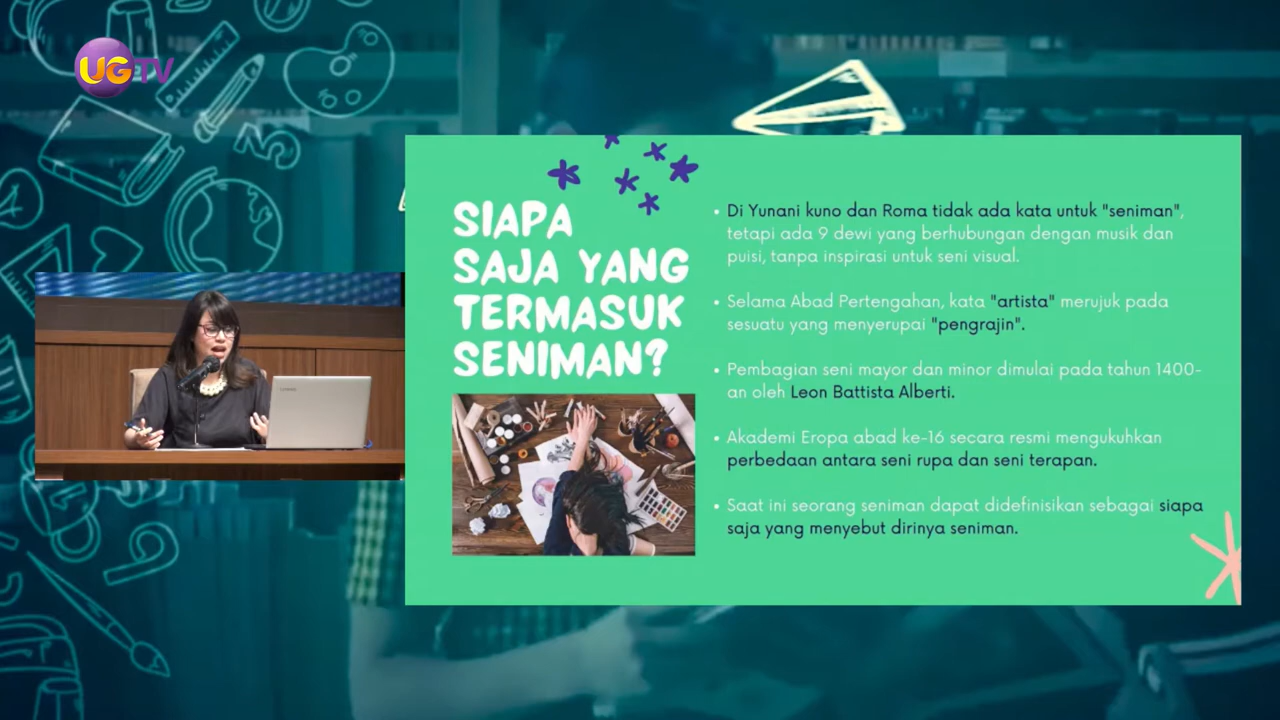 UGTV
SIAPA
SAJA YANG
TERMASUK
SENIMAN?
• Di Yunani kuno dan Roma tidak ada kata untuk "seniman",
tetapi ada 9 dewi yang berhubungan dengan musik dan
puisi, tanpa inspirasi untuk seni visual.
• Selama Abad Pertengahan, kata "artista" merujuk pada
sesuatu yang menyerupai "pengrajin".
• Pembagian seni mayor dan minor dimulai pada tahun 1400-
an oleh Leon Battista Alberti.
• Akademi Eropa abad ke-16 secara resmi mengukuhkan
perbedaan antara seni rupa dan seni terapan.
• Saat ini seorang seniman dapat didefinisikan sebagai siapa
saja yang menyebut dirinya seniman.